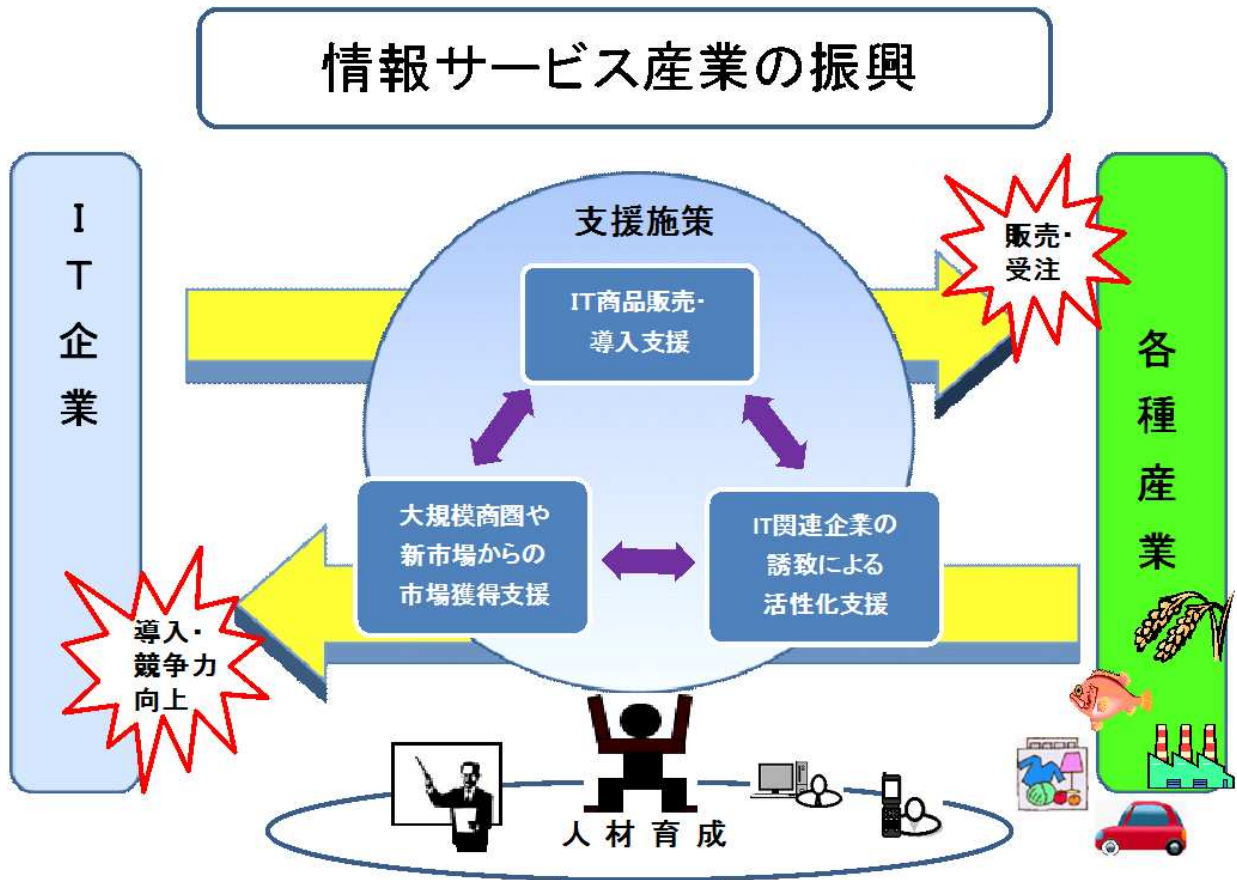 情報サービス産業の振興
IT企業
支援施策
販売・
受注
IT商品販売・
導入支援
各種産業
大規模商圏や
新市場からの
市場獲得支援
IT関連企業の
誘致による
活性化支援
導入・
競争力
向上
人材育成